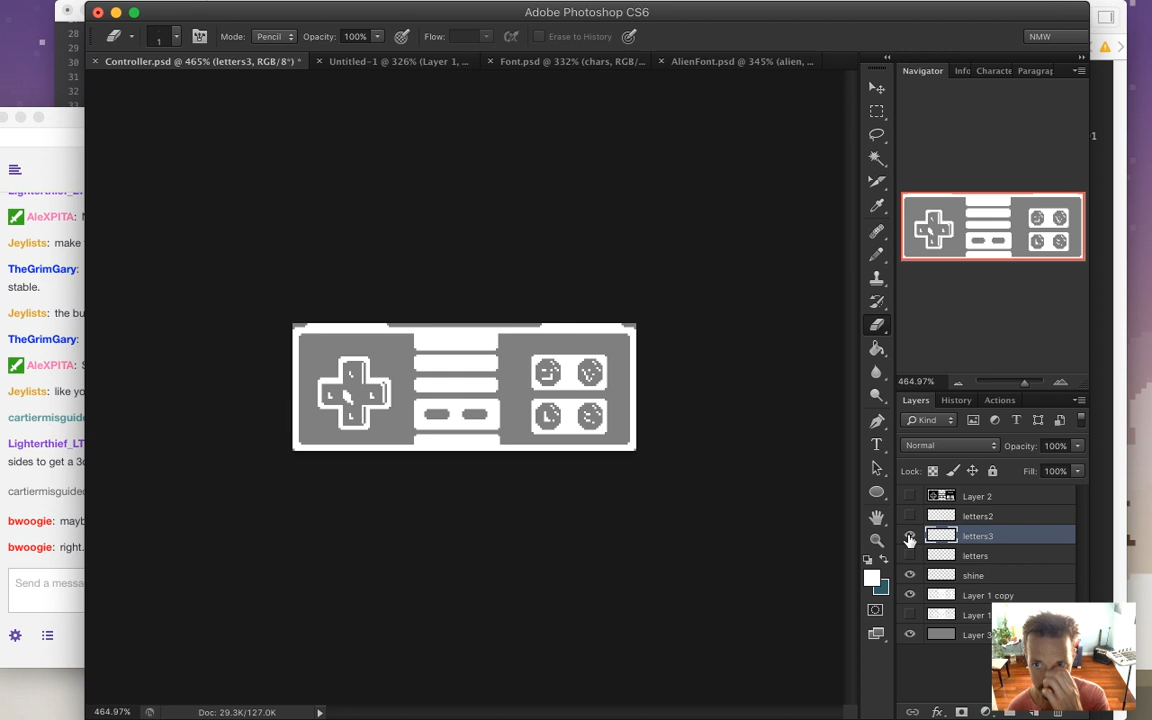 Adobe Photoshop CS6
28
29
30
31
32
1
Mode: Pencil
Opacity: 100%
Flow:
Erase to History
NMW
× Controller.psd @ 465% (letters3, RGB/8*) *
× Untitled-1 @ 326% (Layer 1, ...
× Font.psd @ 332% (chars, RGB/...
× AlienFont.psd @ 345% (alien, ...
Navigator
Info
Characte
Paragrap
AleXPITA:
Jeylists: make
TheGrimGary:
stable.
Jeylists: the bu
TheGrimGary:
AleXPITA: S
Jeylists: like yo
cartiermisguide
Lighterthief_LT
sides to get a 3d
cartiermisguided
bwoogie: mayb
bwoogie: right.
Send a messa
464.97%
Layers
History
Actions
Kind
Normal
Opacity: 100%
Lock:
Fill: 100%
Layer 2
letters2
letters3
letters
shine
Layer 1 copy
Layer 1
Layer 3
464.97%
Doc: 29.3K/127.0K